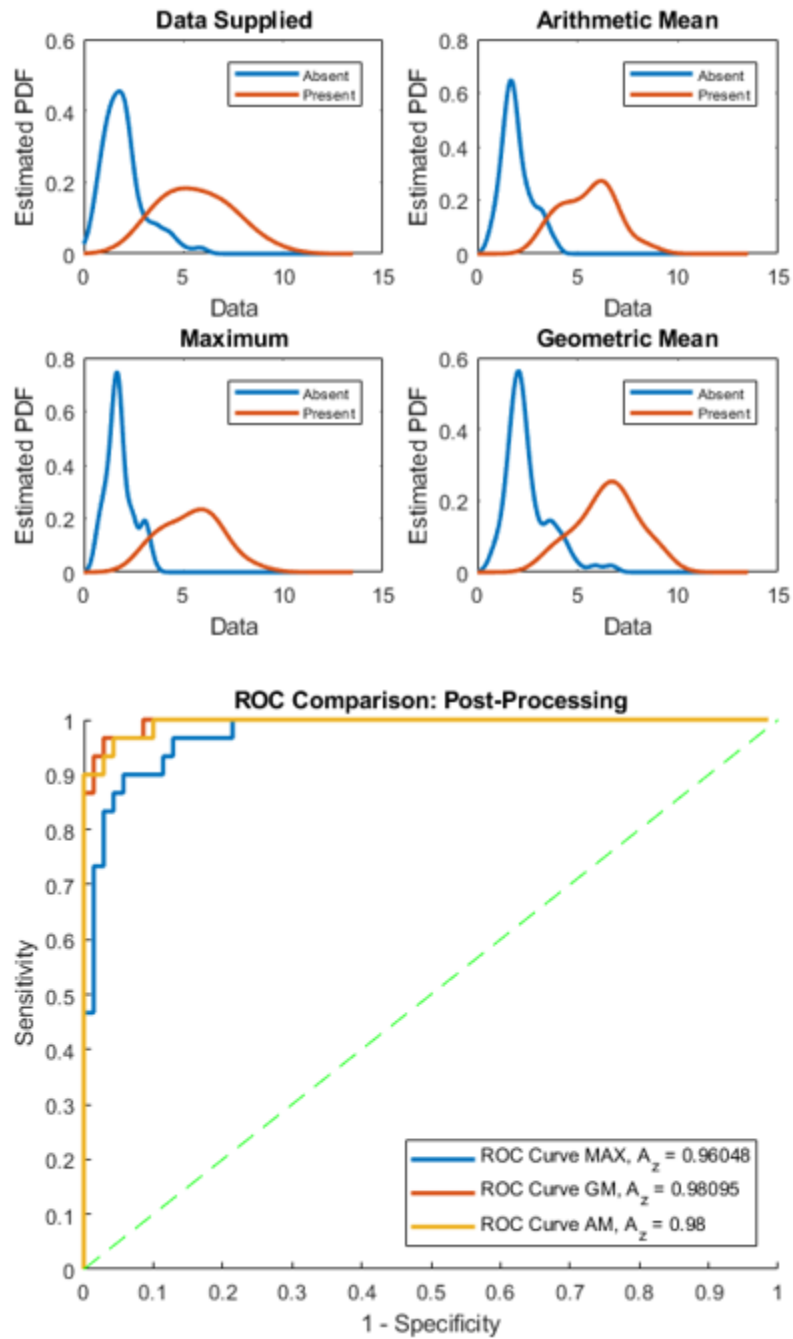 Data Supplied
0.6
0.4
0.2
0
Estimated PDF
Absent
Present
0 5 10 15
Data
Arithmetic Mean
0.8
0.6
0.4
0.2
0
Estimated PDF
Absent
Present
0 5 10 15
Data
Maximum
0.8
0.6
0.4
0.2
0
Estimated PDF
Absent
Present
0 5 10 15
Data
Geometric Mean
0.6
0.4
0.2
0
Estimated PDF
Absent
Present
0 5 10 15
Data
ROC Comparison: Post-Processing
1
0.9
0.8
0.7
0.6
0.5
0.4
0.3
0.2
0.1
0
Sensitivity
ROC Curve MAX, A_z = 0.96048
ROC Curve GM, A_z = 0.98095
ROC Curve AM, A_z = 0.98
0 0.1 0.2 0.3 0.4 0.5 0.6 0.7 0.8 0.9 1
1 - Specificity